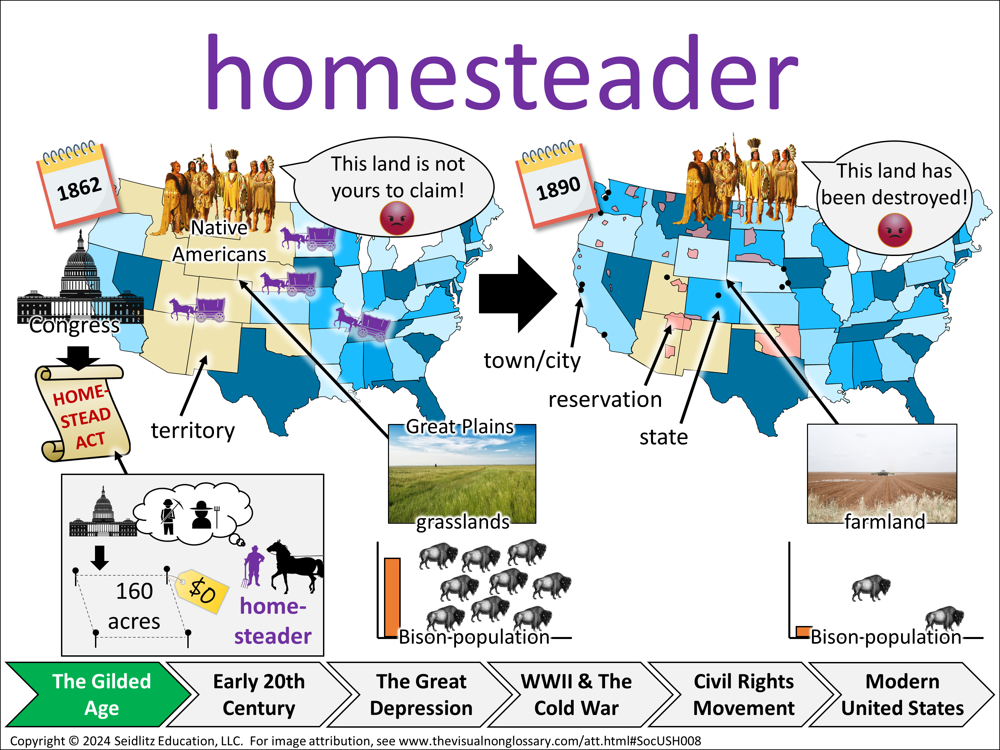 homesteader
1862
This land is not
yours to claim!
Native
Americans
Congress
HOME-
STEAD
ACT
territory
Great Plains
grasslands
160
acres
$0
home-
steader
Bison population
1890
This land has
been destroyed!
town/city
reservation
state
farmland
Bison population
The Gilded
Age
Early 20th
Century
The Great
Depression
WWII & The
Cold War
Civil Rights
Movement
Modern
United States
Copyright © 2024 Seidlitz Education, LLC. For image attribution, see www.thevisualnonglossary.com/att.html#SocUSH008